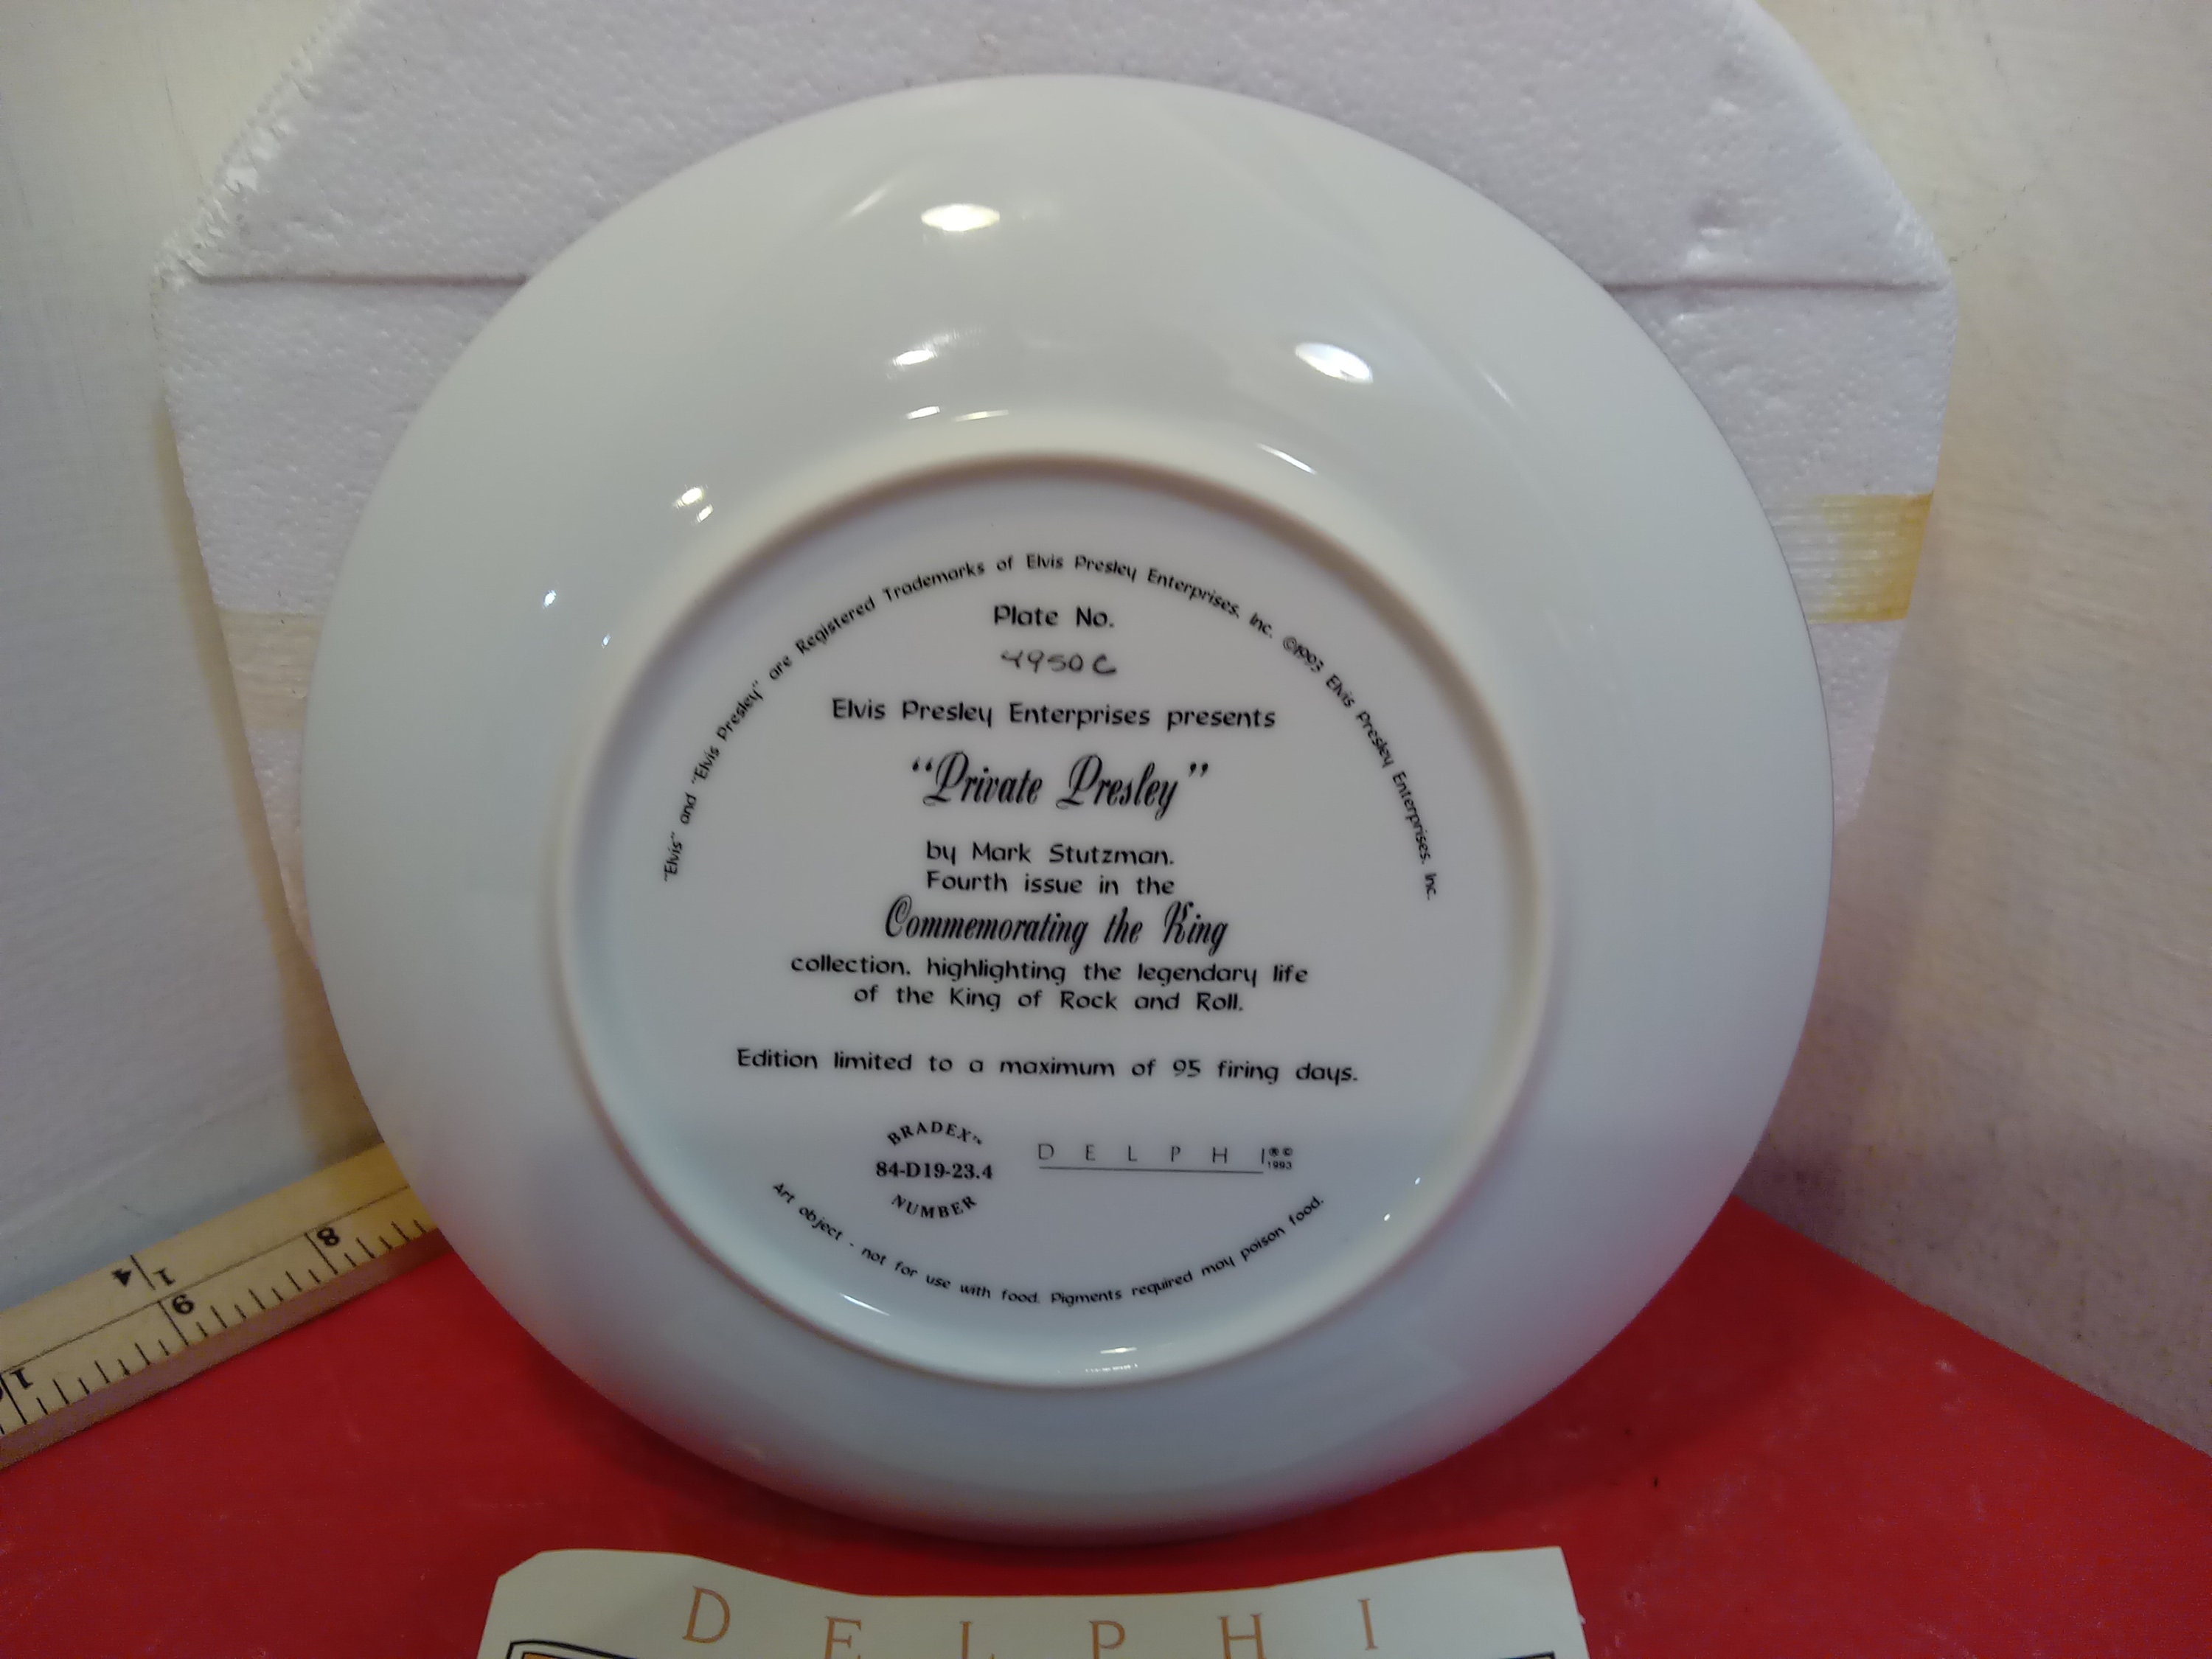 "Elvis" and "Elvis Presley" are Registered Trademarks of Elvis Presley Enterprises, Inc. ©1993 Elvis Presley Enterprises, Inc.
Plate No.
4950C
Elvis Presley Enterprises presents
“Private Presley”
by Mark Stutzman.
Fourth issue in the
Commemorating the King
collection, highlighting the legendary life
of the King of Rock and Roll.
Edition limited to a maximum of 95 firing days.
BRADEX™
84-D19-23.4
NUMBER
DELPHI®©
1993
Art object - not for use with food. Pigments required may poison food.
8
1/4
9
1
DELPHI